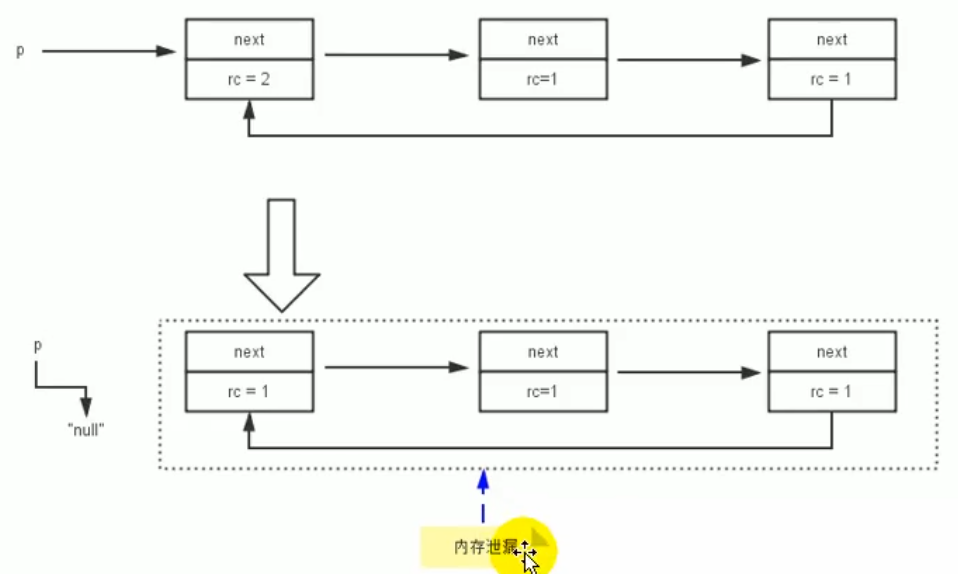 p
next
next
next
rc = 2
rc=1
rc = 1
p
next
next
next
rc = 1
rc=1
rc = 1
"null"
内存泄漏